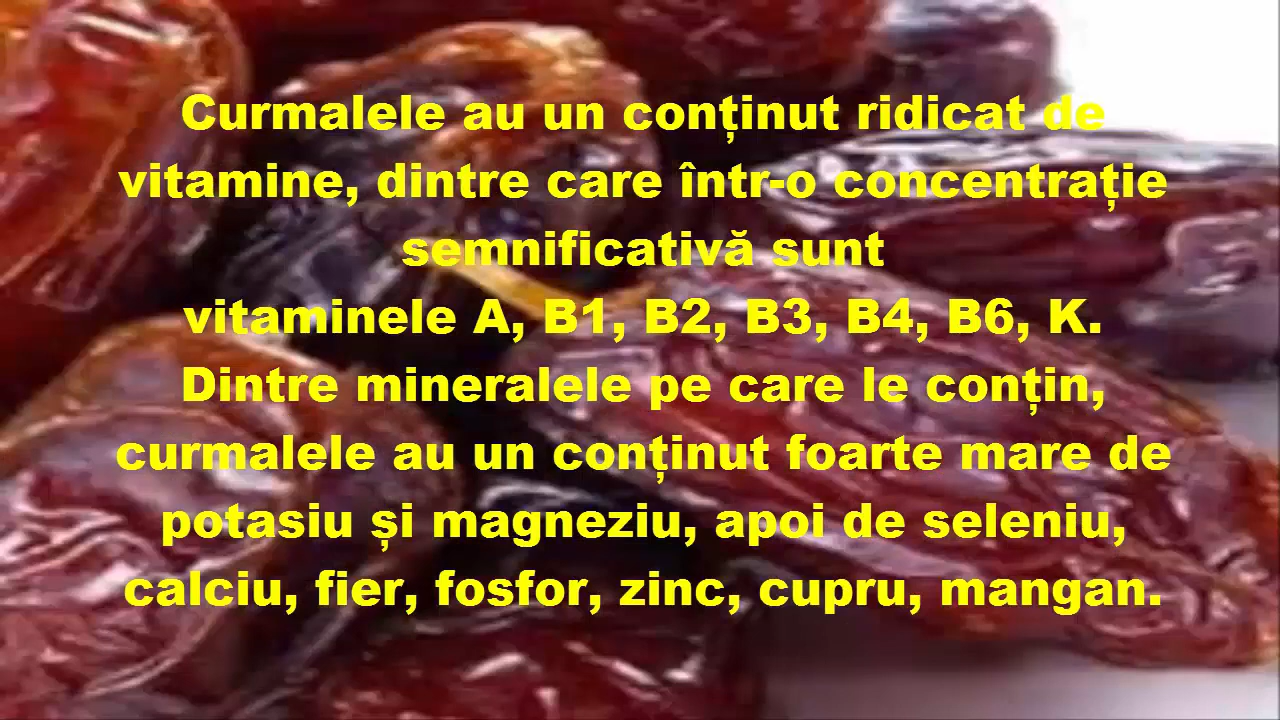 Curmalele au un conținut ridicat de
vitamine, dintre care într-o concentrație
semnificativă sunt
vitaminele A, B1, B2, B3, B4, B6, K.
Dintre mineralele pe care le conțin,
curmalele au un conținut foarte mare de
potasiu și magneziu, apoi de seleniu,
calciu, fier, fosfor, zinc, cupru, mangan.